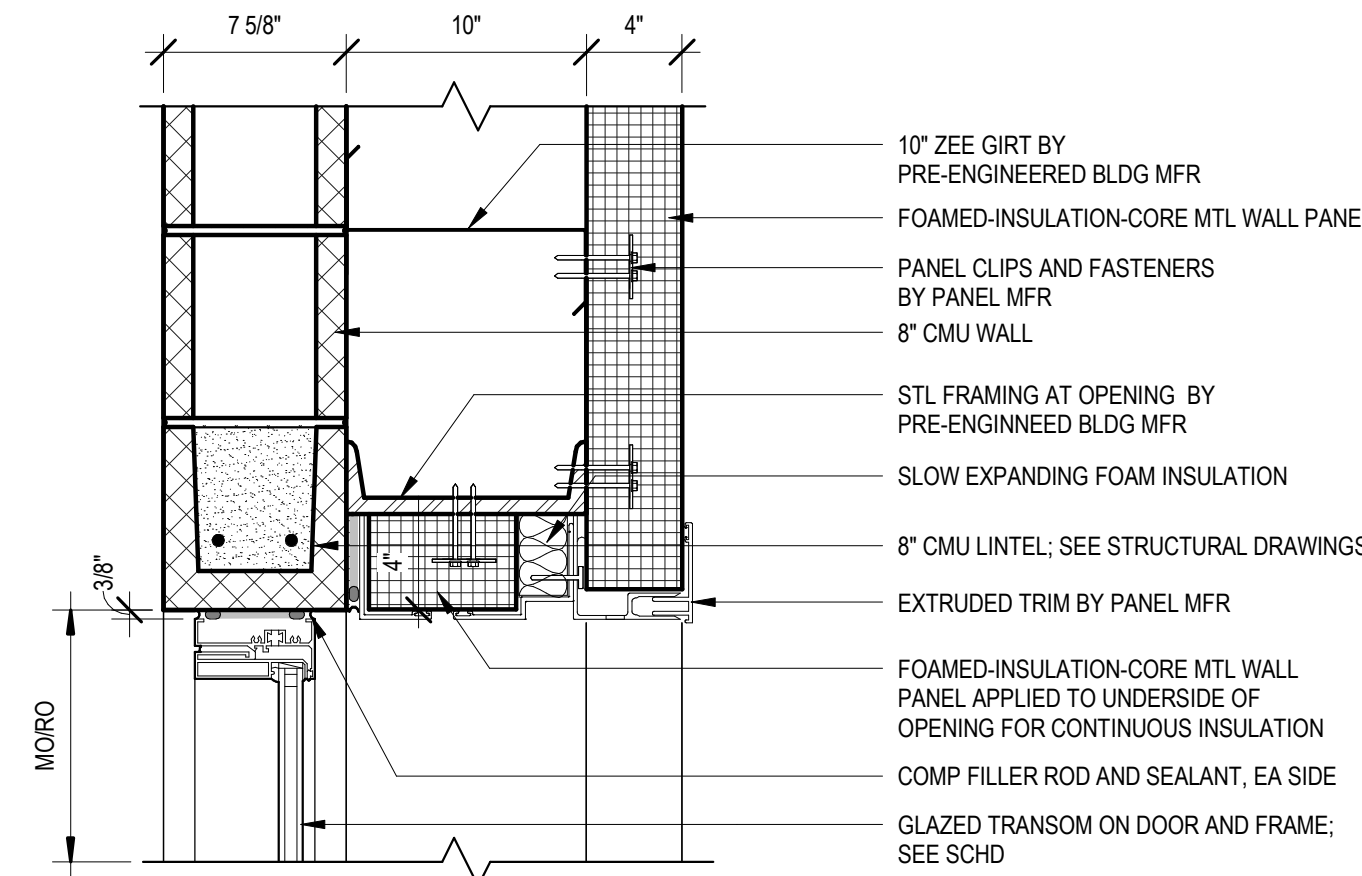 7 5/8"
10"
4"
10" ZEE GIRT BY
PRE-ENGINEERED BLDG MFR
FOAMED-INSULATION-CORE MTL WALL PANE
PANEL CLIPS AND FASTENERS
BY PANEL MFR
8" CMU WALL
STL FRAMING AT OPENING BY
PRE-ENGINNEED BLDG MFR
SLOW EXPANDING FOAM INSULATION
8" CMU LINTEL; SEE STRUCTURAL DRAWINGS
4"
3/8"
EXTRUDED TRIM BY PANEL MFR
FOAMED-INSULATION-CORE MTL WALL
PANEL APPLIED TO UNDERSIDE OF
OPENING FOR CONTINUOUS INSULATION
MO/RO
COMP FILLER ROD AND SEALANT, EA SIDE
GLAZED TRANSOM ON DOOR AND FRAME;
SEE SCHD